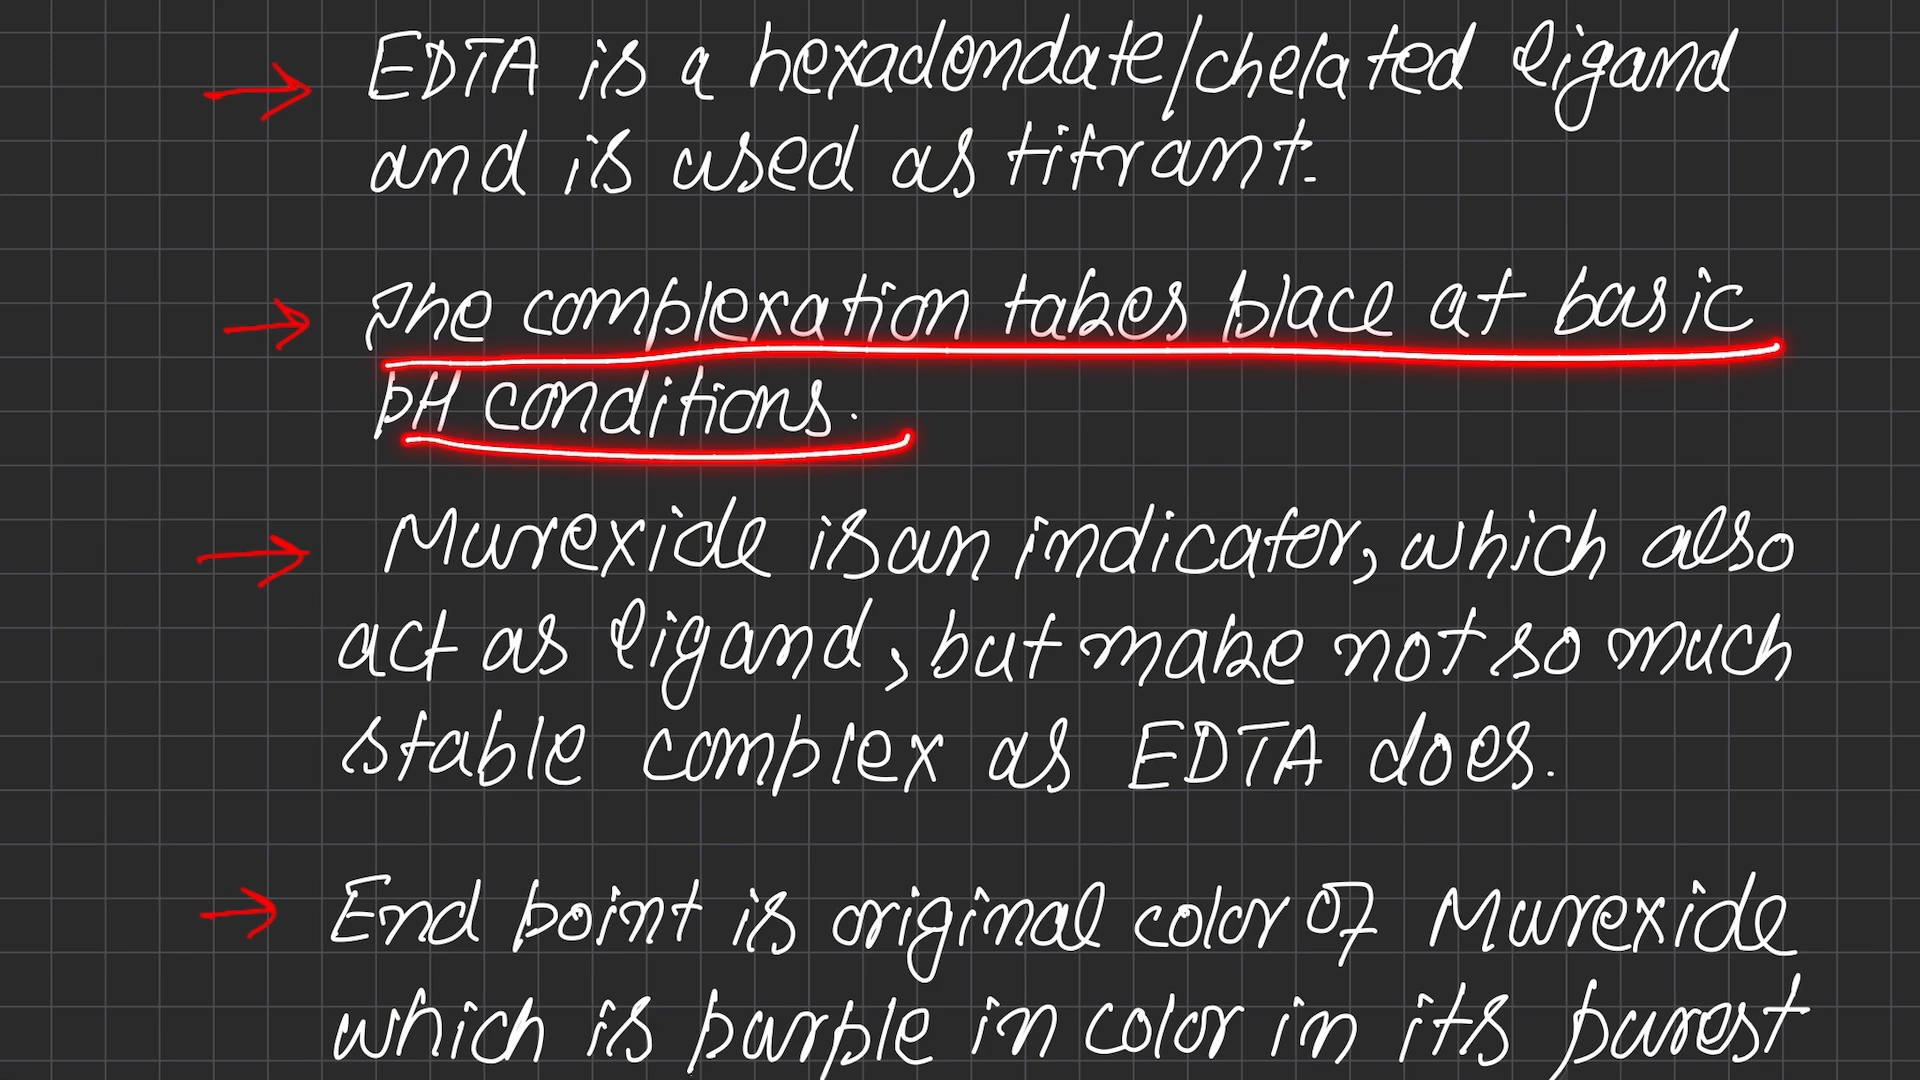 → EDTA is a hexadendate/chelated ligand
and is used as titrant.
→ The complexation takes place at basic
pH conditions.
→ Murexide is an indicator, which also
act as ligand, but make not so much
stable complex as EDTA does.
→ End point is original color of Murexide
which is purple in color in its purest